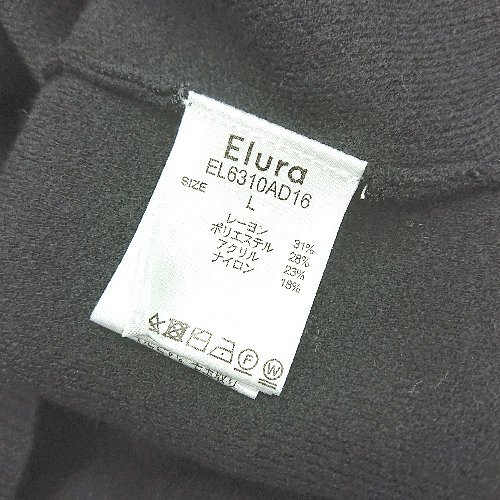 Elura
EL6310AD16
SIZE L
レーヨン 31%
ポリエステル 28%
アクリル 23%
ナイロン 18%
F W